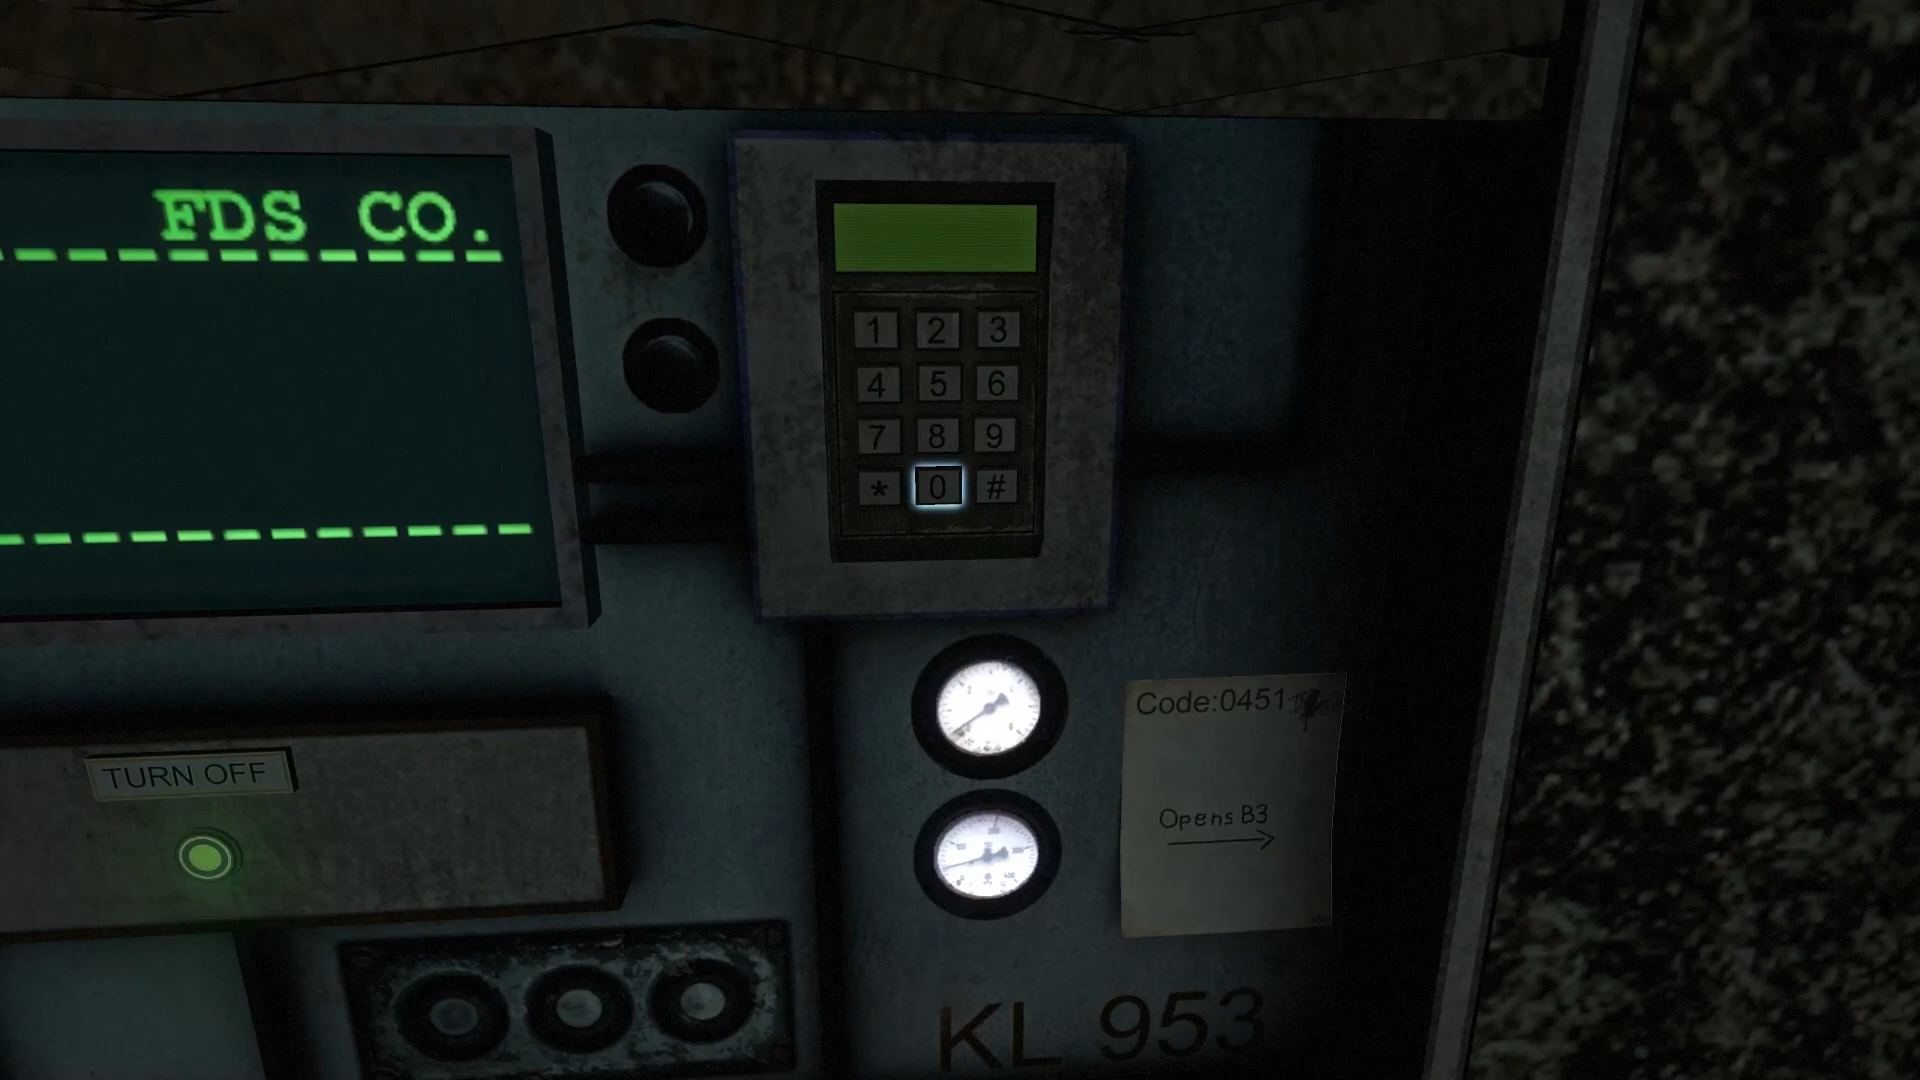 FDS CO.
1 2 3
4 5 6
7 8 9
* 0 #
Code:0451
Opens B3
TURN OFF
KL 953